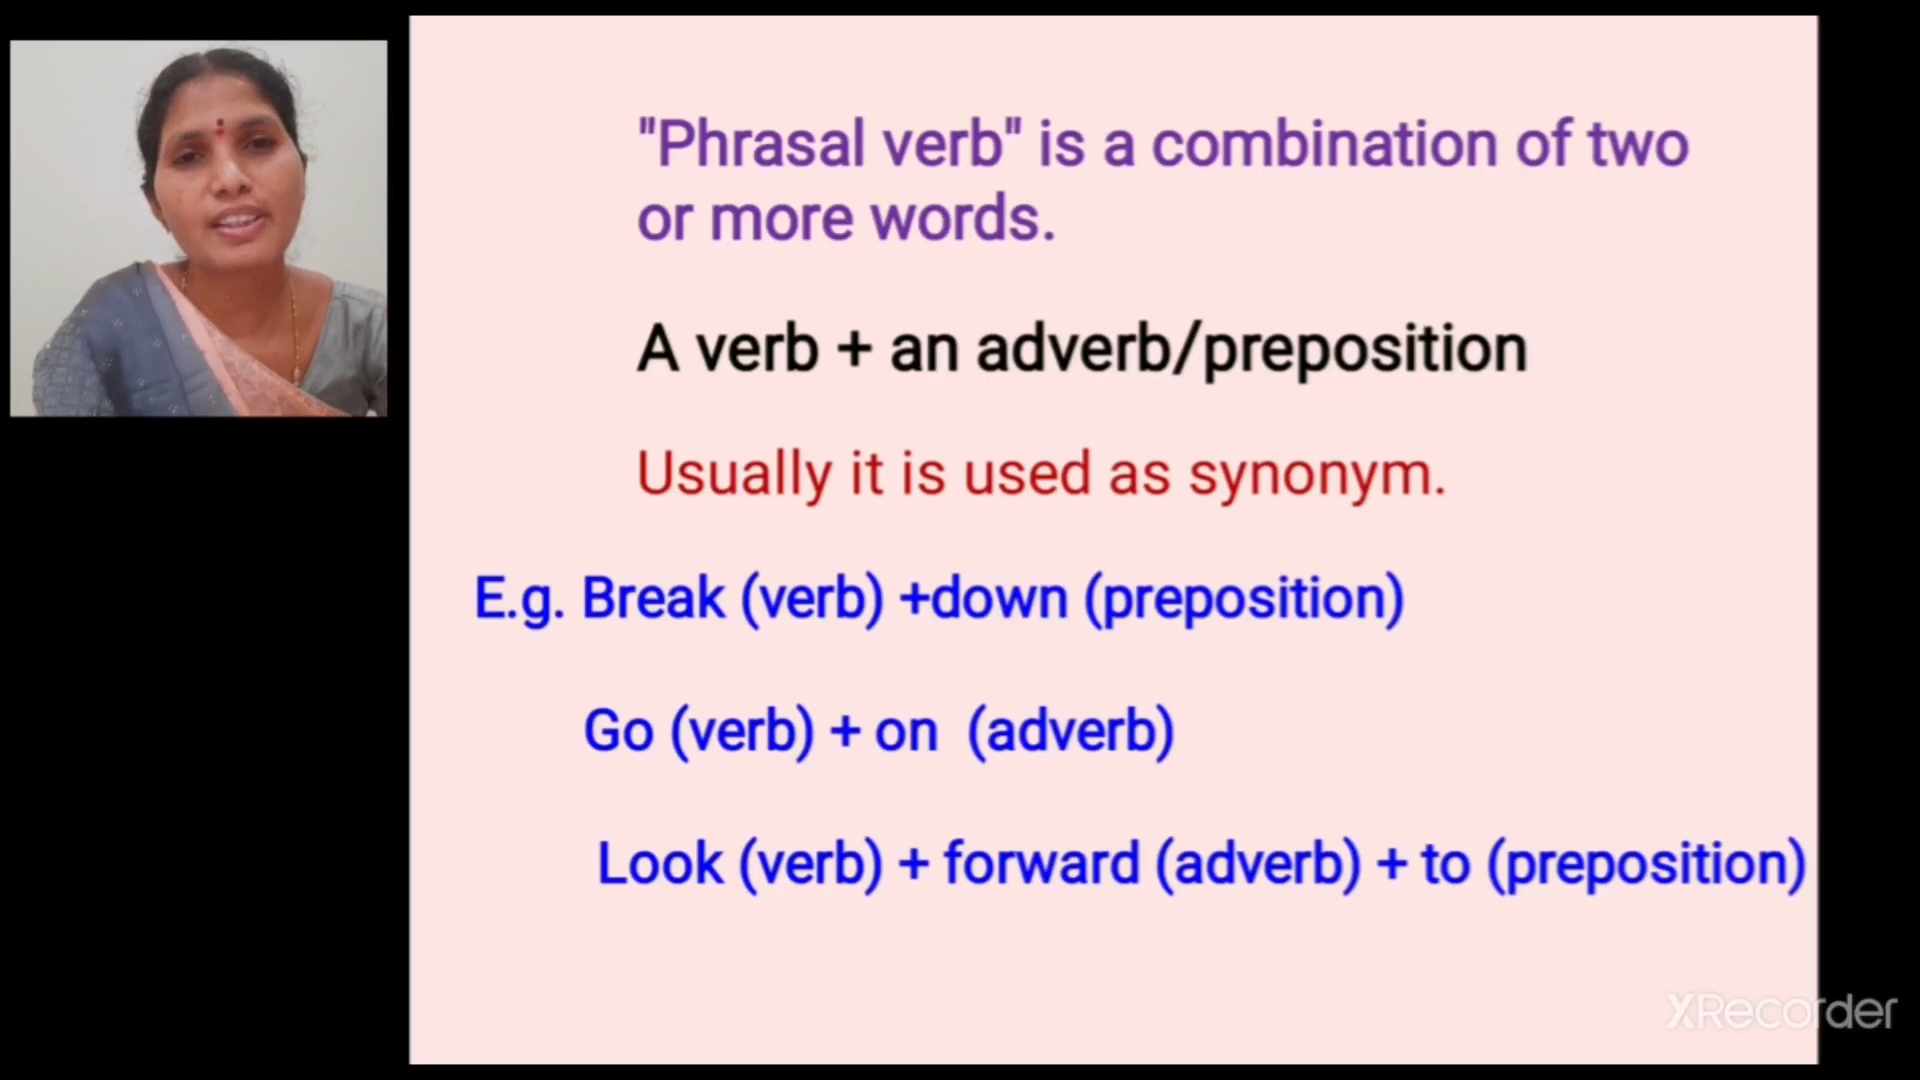 "Phrasal verb" is a combination of two
or more words.
A verb + an adverb/preposition
Usually it is used as synonym.
E.g. Break (verb) +down (preposition)
Go (verb) + on (adverb)
Look (verb) + forward (adverb) + to (preposition)
XRecorder